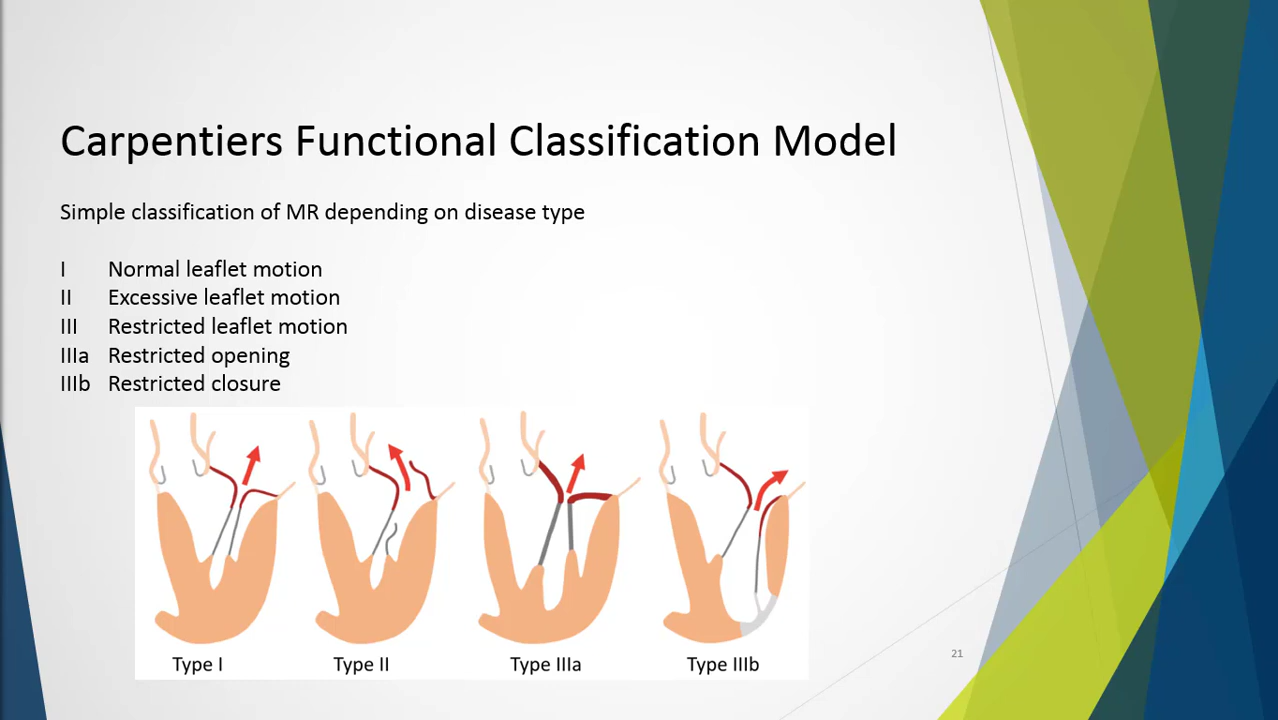 Carpentiers Functional Classification Model
Simple classification of MR depending on disease type
I Normal leaflet motion
II Excessive leaflet motion
III Restricted leaflet motion
IIIa Restricted opening
IIIb Restricted closure
Type I Type II Type IIIa Type IIIb
21